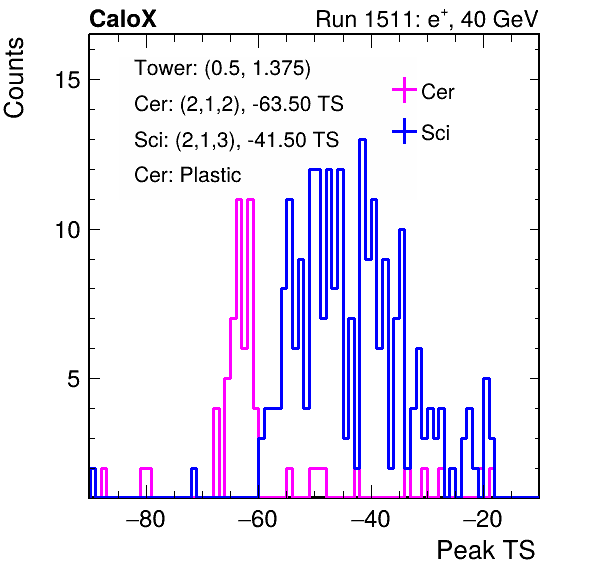 CaloX Run 1511: e⁺, 40 GeV
Counts
Tower: (0.5, 1.375)
Cer: (2,1,2), -63.50 TS
Sci: (2,1,3), -41.50 TS
Cer: Plastic
Cer
Sci
15
10
5
−80 −60 −40 −20
Peak TS